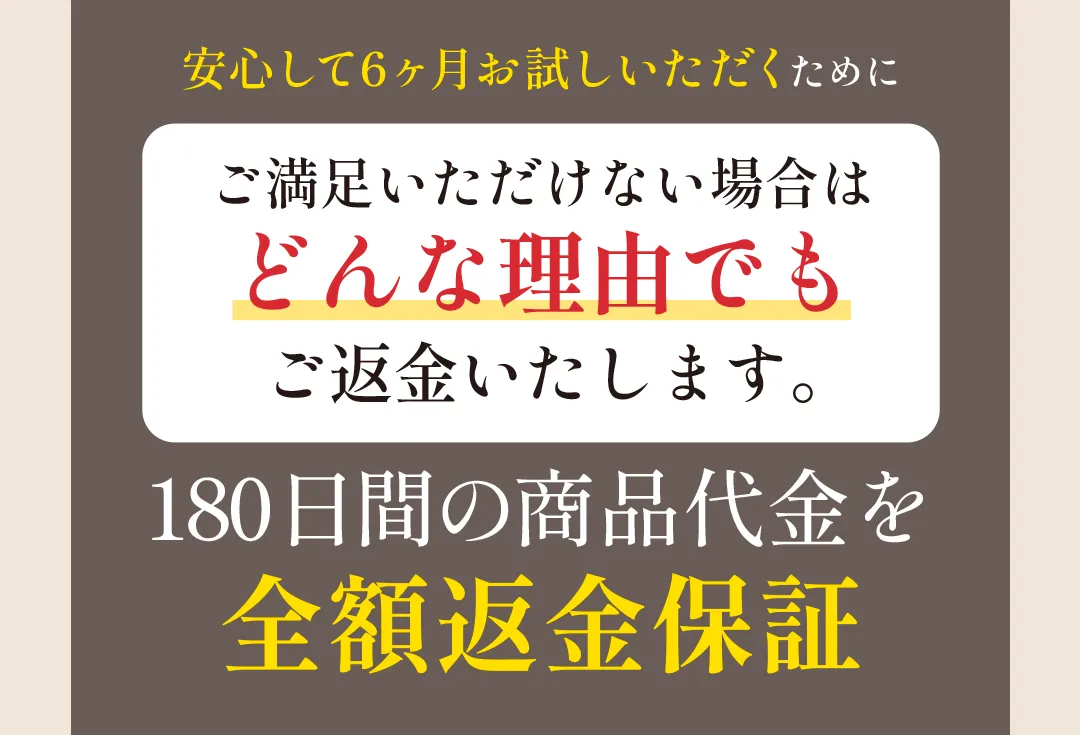 安心して6ヶ月お試しいただくために
ご満足いただけない場合は
どんな理由でも
ご返金いたします。
180日間の商品代金を
全額返金保証